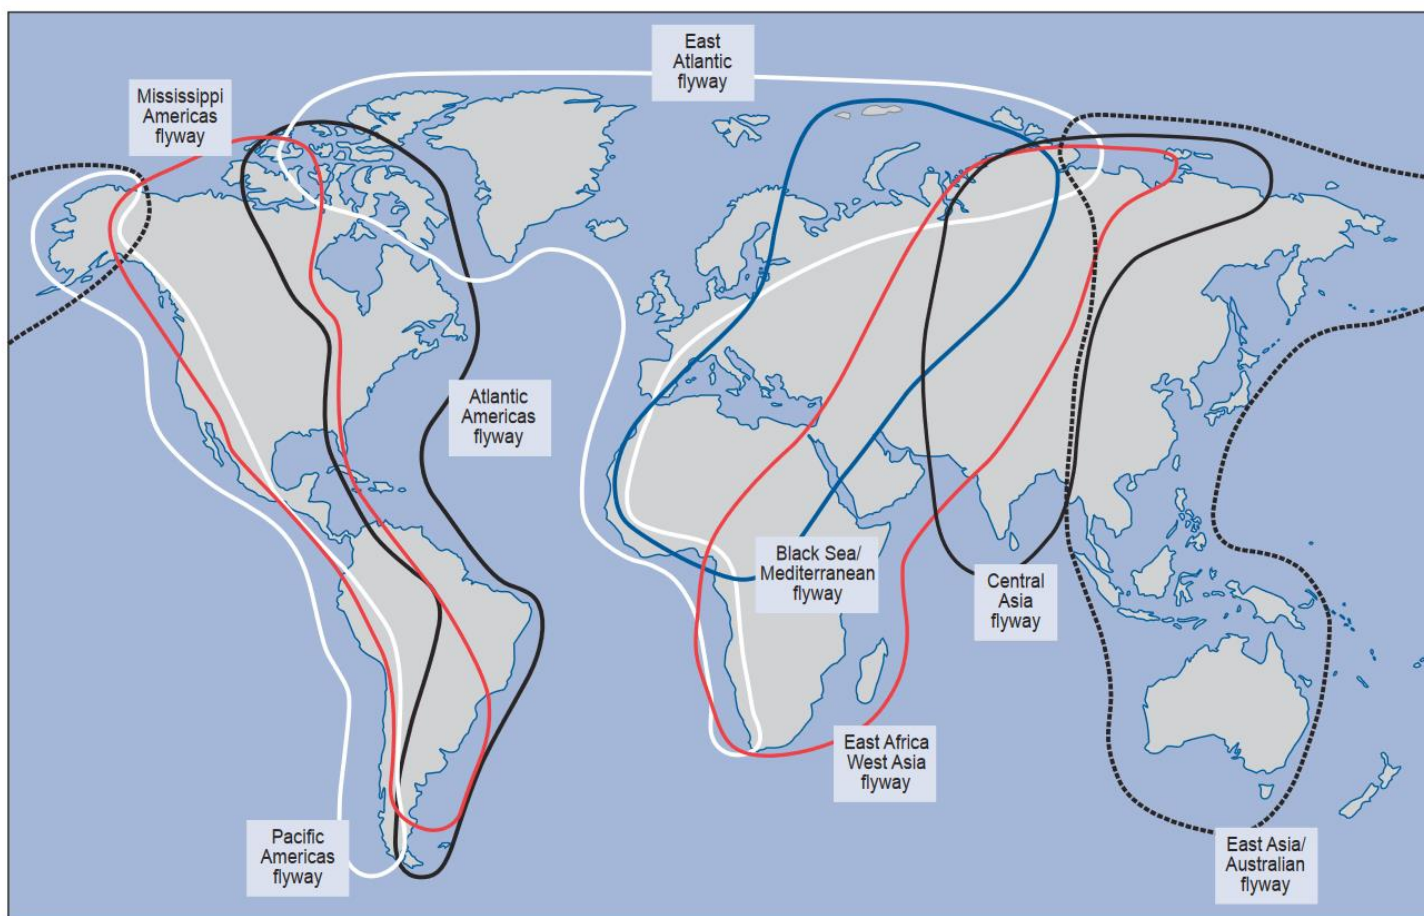 East
Atlantic
flyway
Mississippi
Americas
flyway
Atlantic
Americas
flyway
Black Sea/
Mediterranean
flyway
Central
Asia
flyway
East Africa
West Asia
flyway
Pacific
Americas
flyway
East Asia/
Australian
flyway